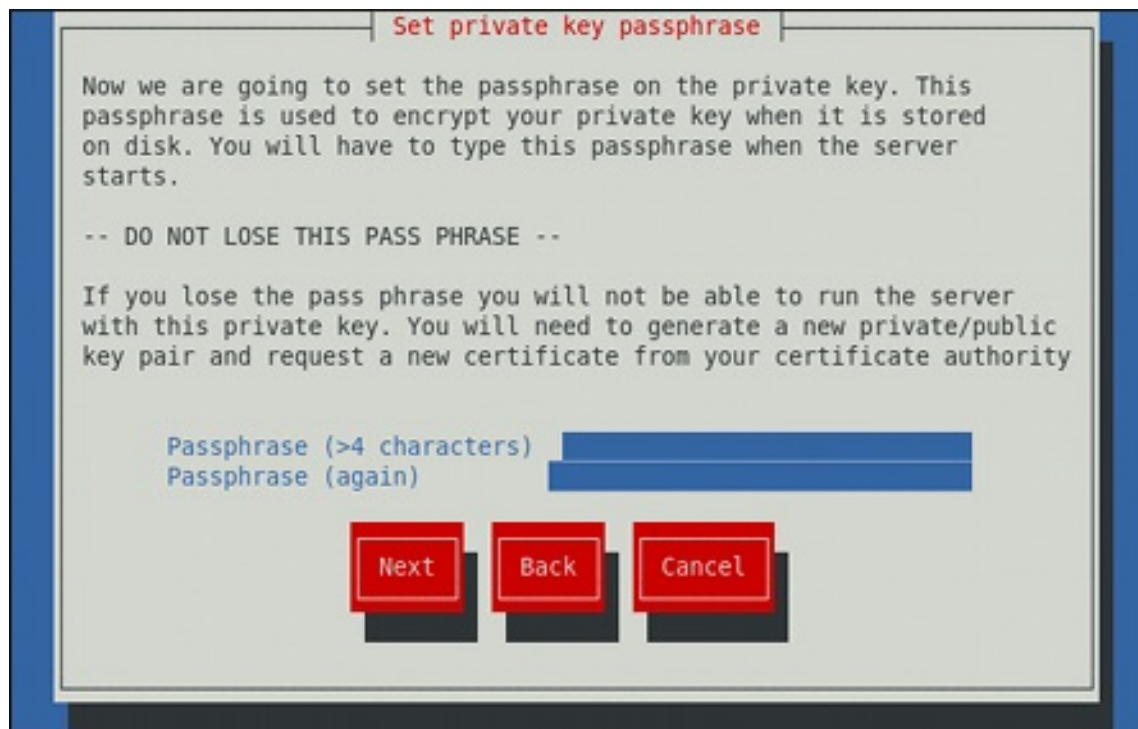 Set private key passphrase
Now we are going to set the passphrase on the private key. This
passphrase is used to encrypt your private key when it is stored
on disk. You will have to type this passphrase when the server
starts.
-- DO NOT LOSE THIS PASS PHRASE --
If you lose the pass phrase you will not be able to run the server
with this private key. You will need to generate a new private/public
key pair and request a new certificate from your certificate authority
Passphrase (>4 characters)
Passphrase (again)
Next Back Cancel